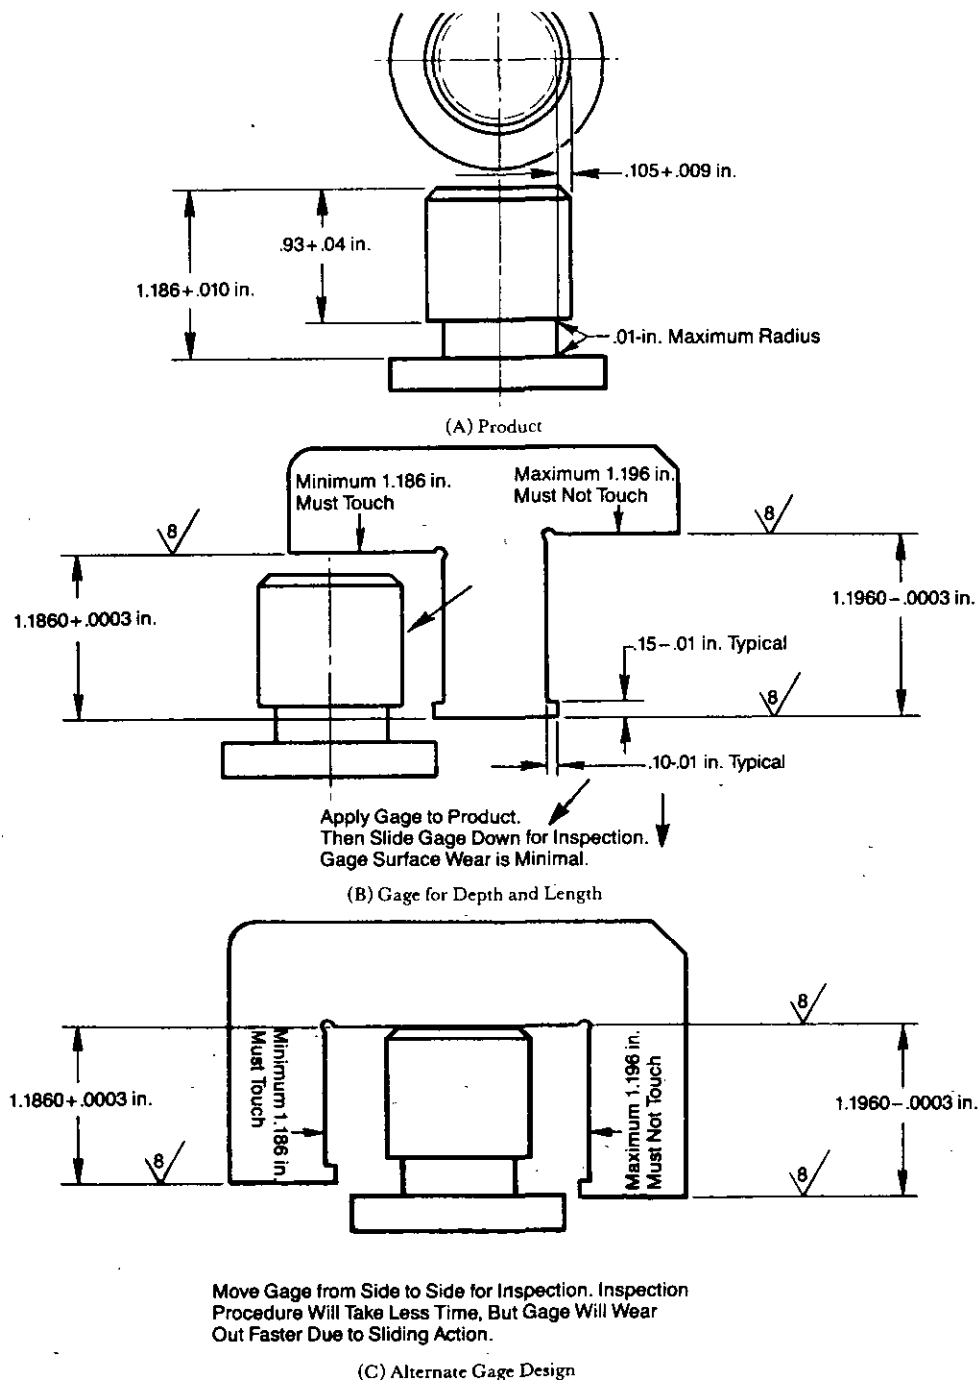 .105+.009 in.
.93+.04 in.
1.186+.010 in.
.01-in. Maximum Radius
(A) Product
Minimum 1.186 in.
Must Touch
Maximum 1.196 in.
Must Not Touch
8
8
1.1860+.0003 in.
1.1960-.0003 in.
.15-.01 in. Typical
8
.10-.01 in. Typical
Apply Gage to Product.
Then Slide Gage Down for Inspection.
Gage Surface Wear is Minimal.
(B) Gage for Depth and Length
8
Minimum 1.186 in.
Must Touch
Maximum 1.196 in.
Must Not Touch
1.1860+.0003 in.
1.1960-.0003 in.
8
8
Move Gage from Side to Side for Inspection. Inspection
Procedure Will Take Less Time, But Gage Will Wear
Out Faster Due to Sliding Action.
(C) Alternate Gage Design